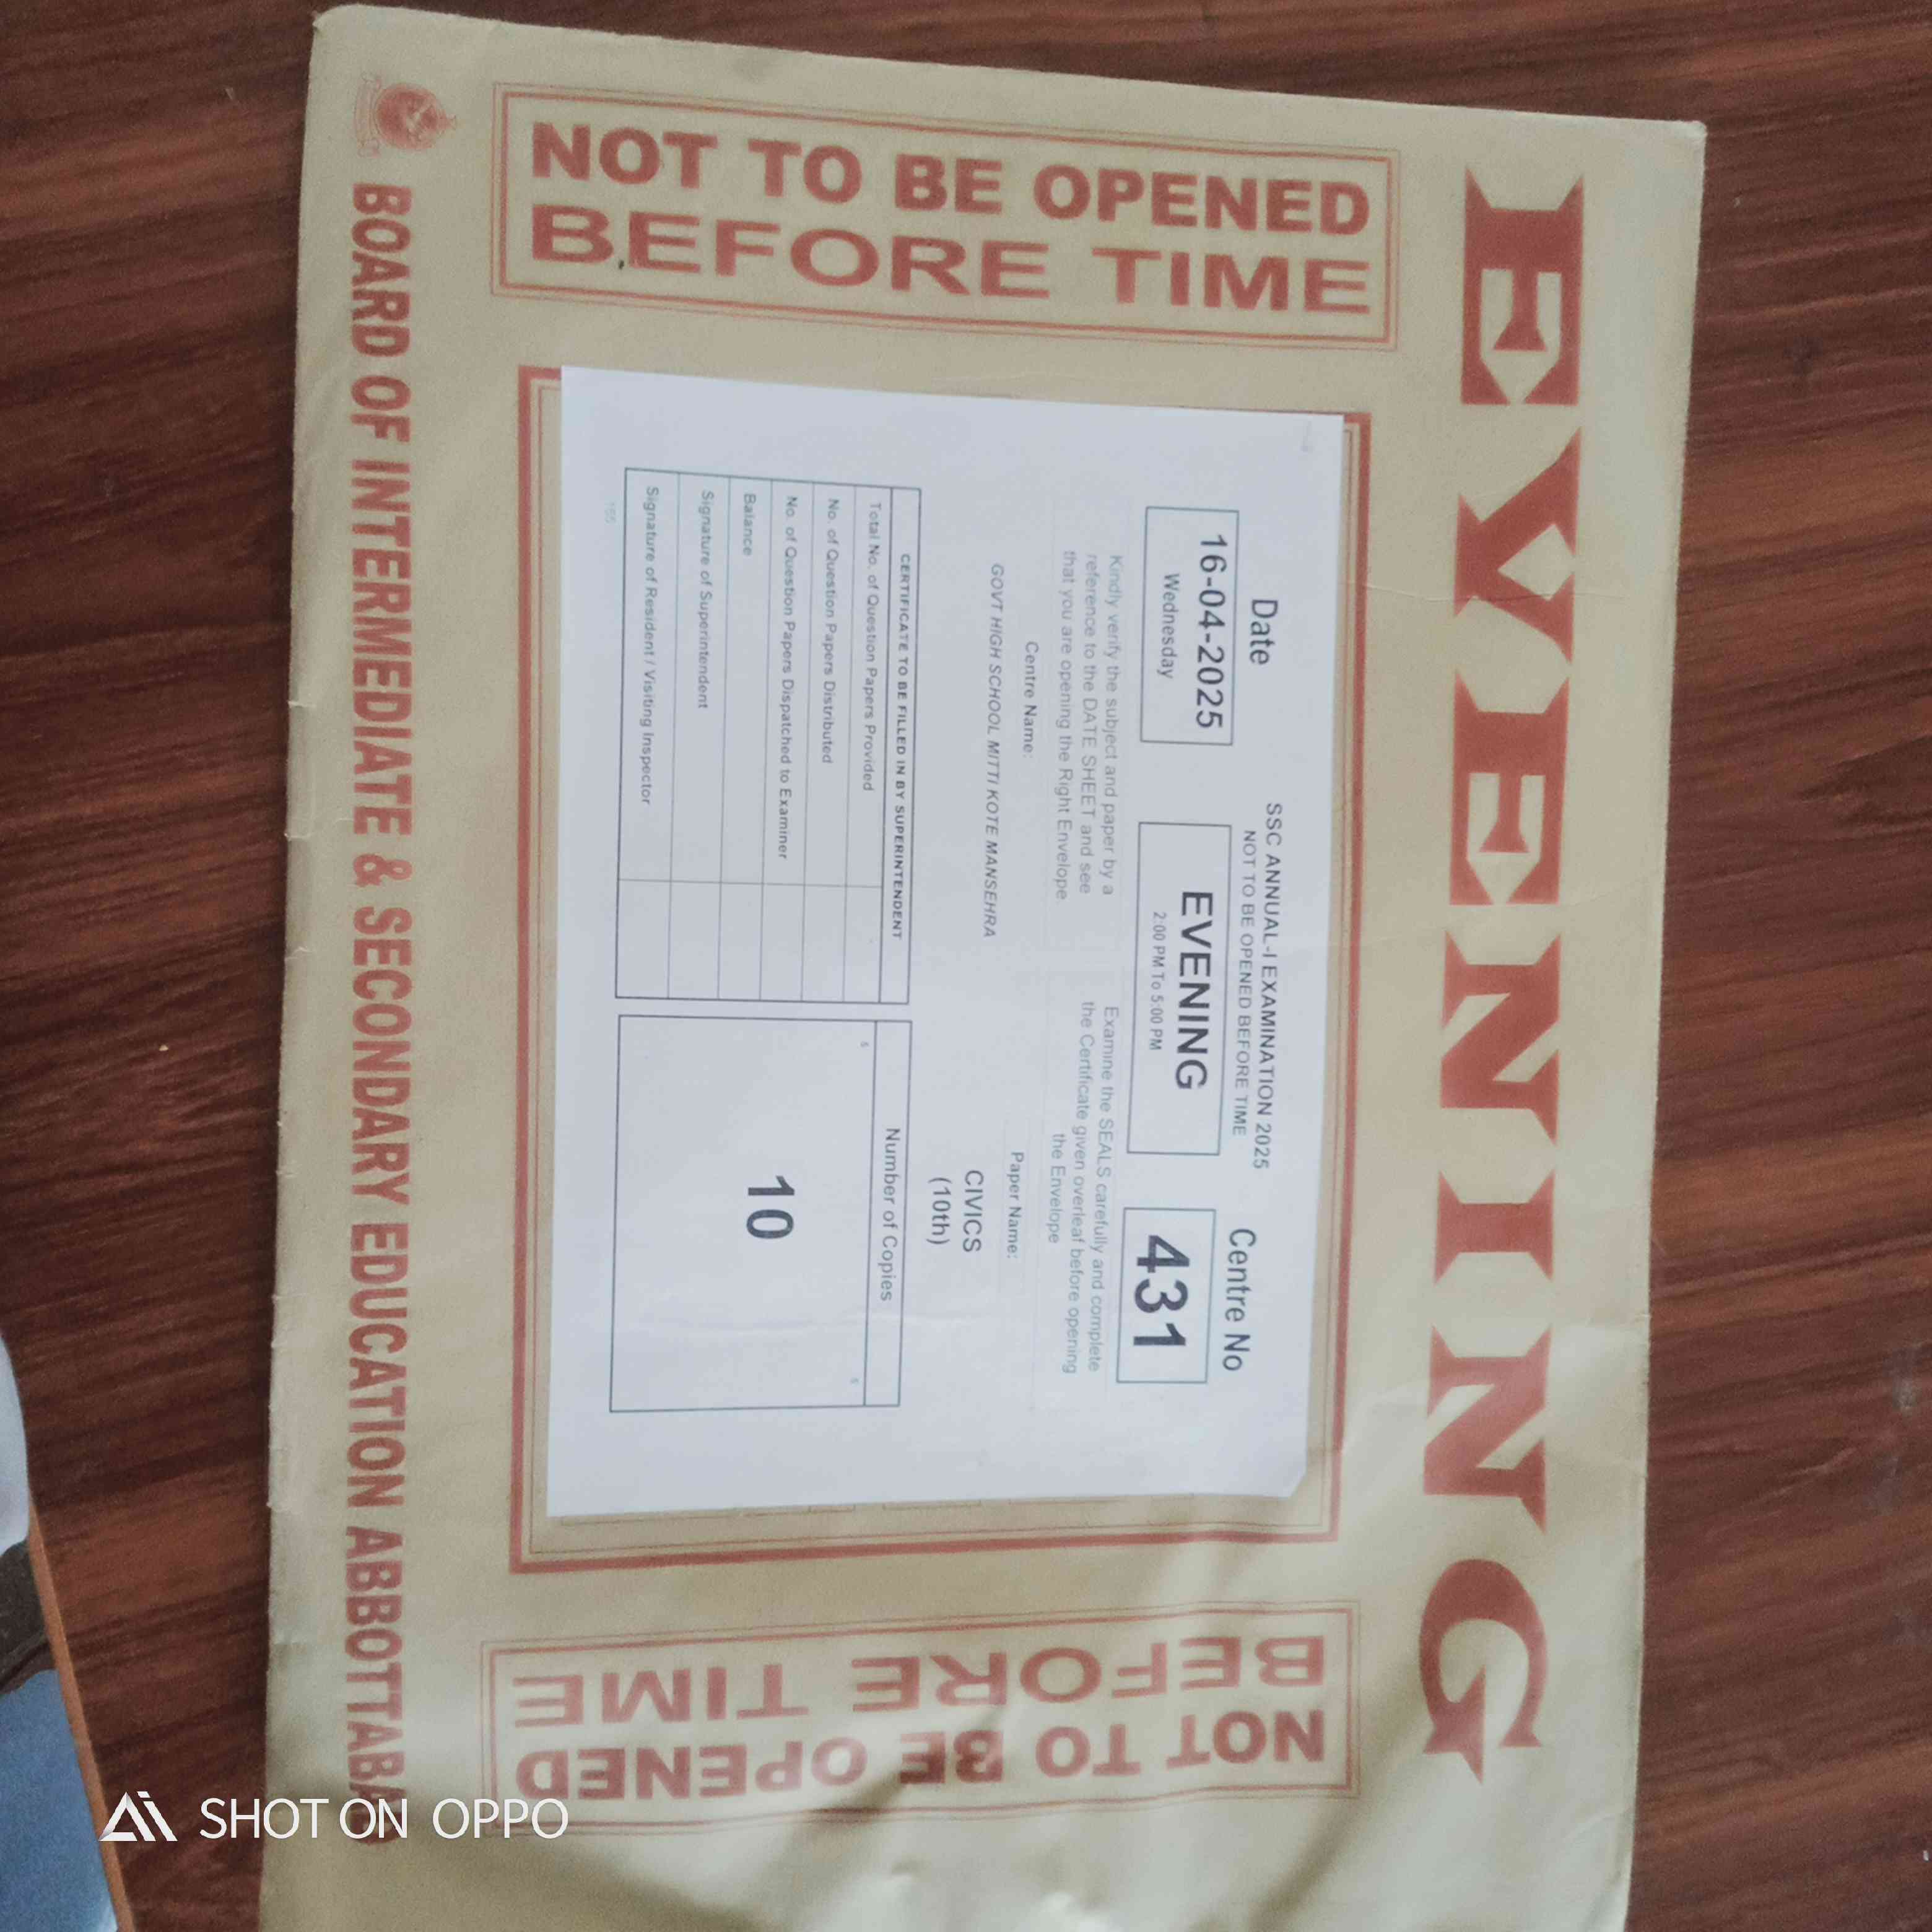 EVENING
NOT TO BE OPENED
BEFORE TIME
SSC ANNUAL-I EXAMINATION 2025
NOT TO BE OPENED BEFORE TIME
Date
16-04-2025
Wednesday
EVENING
2:00 PM To 5:00 PM
Centre No
431
Kindly verify the subject and paper by a
reference to the DATE SHEET and see
that you are opening the Right Envelope
Examine the SEALS carefully and complete
the Certificate given overleaf before opening
the Envelope
Centre Name:
GOVT HIGH SCHOOL MITTI KOTE MANSEHRA
Paper Name:
CIVICS
(10th)
CERTIFICATE TO BE FILLED IN BY SUPERINTENDENT
Total No. of Question Papers Provided
No. of Question Papers Distributed
No. of Question Papers Dispatched to Examiner
Balance
Signature of Superintendent
Signature of Resident / Visiting Inspector
Number of Copies
10
NOT TO BE OPENED
BEFORE TIME
BOARD OF INTERMEDIATE & SECONDARY EDUCATION ABBOTTABAD
SHOT ON OPPO